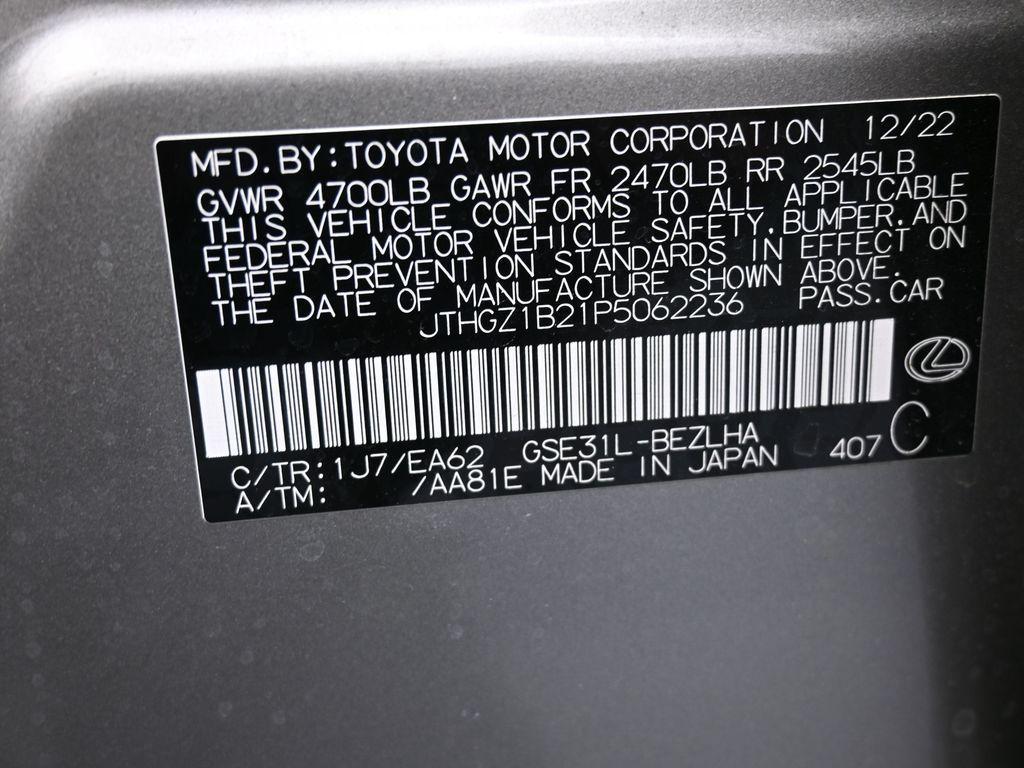 MFD.BY:TOYOTA MOTOR CORPORATION 12/22
GVWR 4700LB GAWR FR 2470LB RR 2545LB
THIS VEHICLE CONFORMS TO ALL APPLICABLE
FEDERAL MOTOR VEHICLE SAFETY,BUMPER,AND
THEFT PREVENTION STANDARDS IN EFFECT ON
THE DATE OF MANUFACTURE SHOWN ABOVE.
JTHGZ1B21P5062236 PASS.CAR
C/TR:1J7/EA62 GSE31L-BEZLHA
A/TM: /AA81E MADE IN JAPAN 407 C